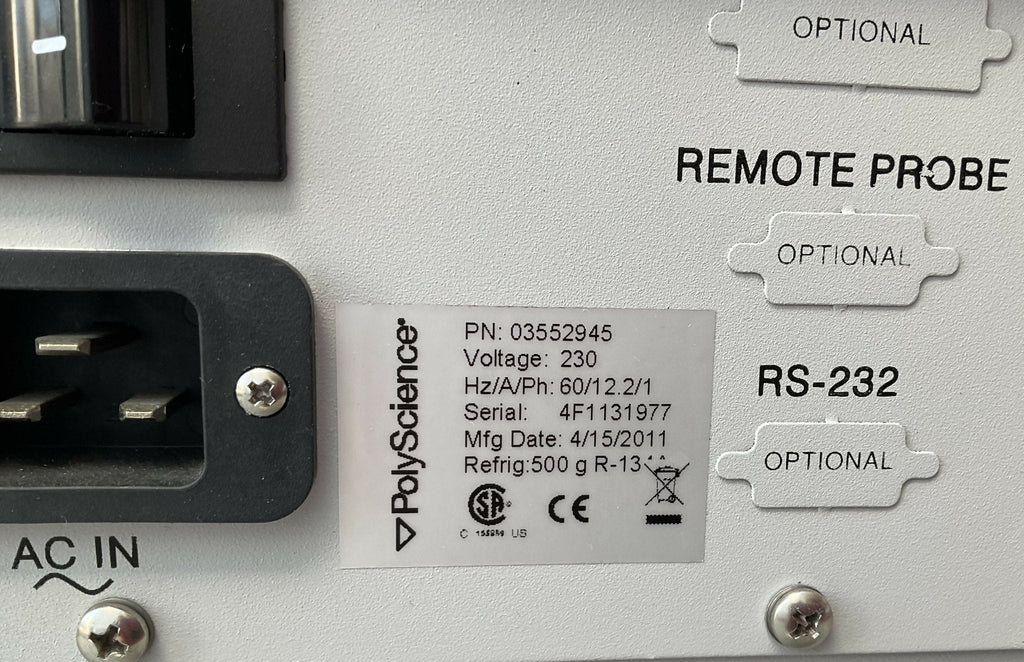 OPTIONAL
REMOTE PROBE
OPTIONAL
RS-232
OPTIONAL
PolyScience®
PN: 03552945
Voltage: 230
Hz/A/Ph: 60/12.2/1
Serial: 4F1131977
Mfg Date: 4/15/2011
Refrig:500 g
SA
CE
C US
AC IN